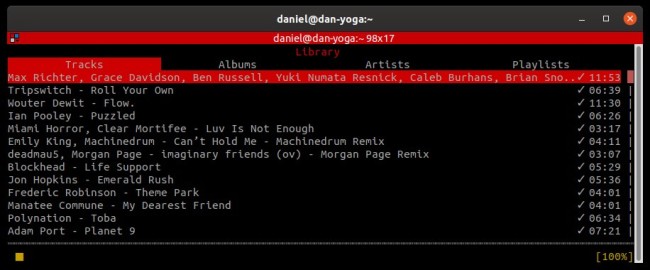 daniel@dan-yoga:~
daniel@dan-yoga:~ 98x17
Library
Tracks Albums Artists Playlists
Max Richter, Grace Davidson, Ben Russell, Yuki Numata Resnick, Caleb Burhans, Brian Sno...✓ 11:53
Tripswitch - Roll Your Own ✓ 06:39
Wouter Dewit - Flow. ✓ 11:30
Ian Pooley - Puzzled ✓ 06:26
Miami Horror, Clear Mortifee - Luv Is Not Enough ✓ 03:17
Emily King, Machinedrum - Can't Hold Me - Machinedrum Remix ✓ 04:11
deadmau5, Morgan Page - imaginary friends (ov) - Morgan Page Remix ✓ 03:07
Blockhead - Life Support ✓ 05:29
Jon Hopkins - Emerald Rush ✓ 05:36
Frederic Robinson - Theme Park ✓ 04:01
Manatee Commune - My Dearest Friend ✓ 04:01
Polynation - Toba ✓ 06:34
Adam Port - Planet 9 ✓ 07:21
[100%]